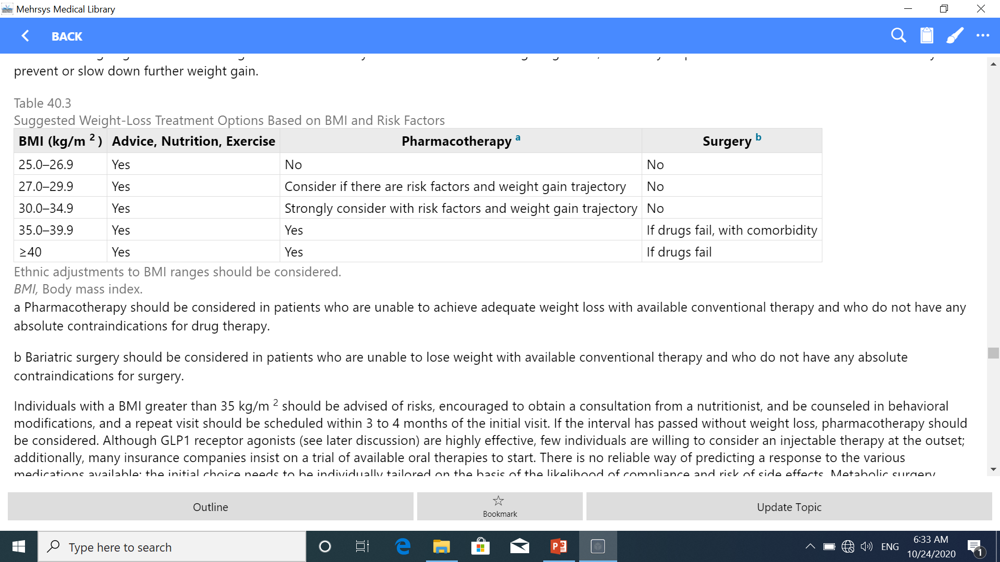 Mehrsys Medical Library
BACK
prevent or slow down further weight gain.
Table 40.3
Suggested Weight-Loss Treatment Options Based on BMI and Risk Factors
BMI (kg/m 2 ) Advice, Nutrition, Exercise Pharmacotherapy a Surgery b
25.0–26.9 Yes No No
27.0–29.9 Yes Consider if there are risk factors and weight gain trajectory No
30.0–34.9 Yes Strongly consider with risk factors and weight gain trajectory No
35.0–39.9 Yes Yes If drugs fail, with comorbidity
≥40 Yes Yes If drugs fail
Ethnic adjustments to BMI ranges should be considered.
BMI, Body mass index.
a Pharmacotherapy should be considered in patients who are unable to achieve adequate weight loss with available conventional therapy and who do not have any
absolute contraindications for drug therapy.
b Bariatric surgery should be considered in patients who are unable to lose weight with available conventional therapy and who do not have any absolute
contraindications for surgery.
Individuals with a BMI greater than 35 kg/m 2 should be advised of risks, encouraged to obtain a consultation from a nutritionist, and be counseled in behavioral
modifications, and a repeat visit should be scheduled within 3 to 4 months of the initial visit. If the interval has passed without weight loss, pharmacotherapy should
be considered. Although GLP1 receptor agonists (see later discussion) are highly effective, few individuals are willing to consider an injectable therapy at the outset;
additionally, many insurance companies insist on a trial of available oral therapies to start. There is no reliable way of predicting a response to the various
medications available; the initial choice needs to be individually tailored on the basis of the likelihood of compliance and risk of side effects. Metabolic surgery
Outline
Bookmark
Update Topic
Type here to search
ENG
6:33 AM
10/24/2020
1